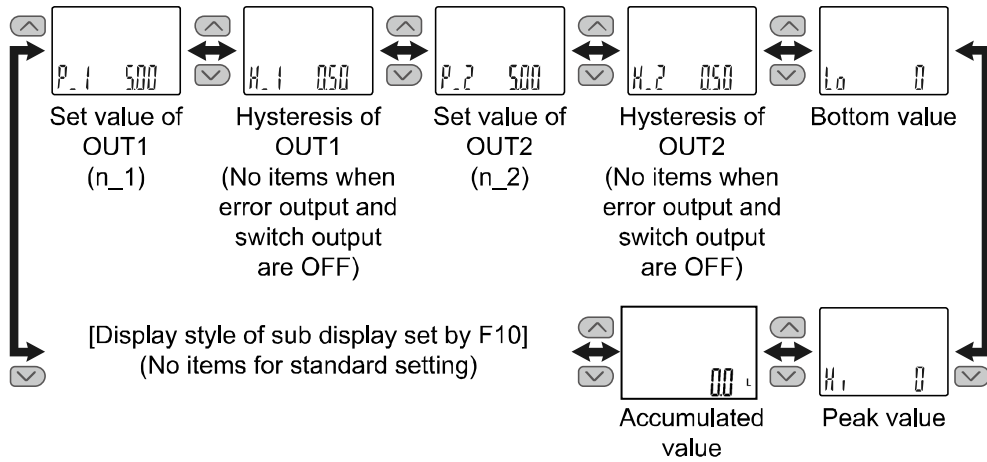 P_1 5.00
H_1 0.50
P_2 5.00
H_2 0.50
Lo 0
Set value of
OUT1
(n_1)
Hysteresis of
OUT1
(No items when
error output and
switch output
are OFF)
Set value of
OUT2
(n_2)
Hysteresis of
OUT2
(No items when
error output and
switch output
are OFF)
Bottom value
[Display style of sub display set by F10]
(No items for standard setting)
0.0 L
Accumulated
value
Hi 0
Peak value